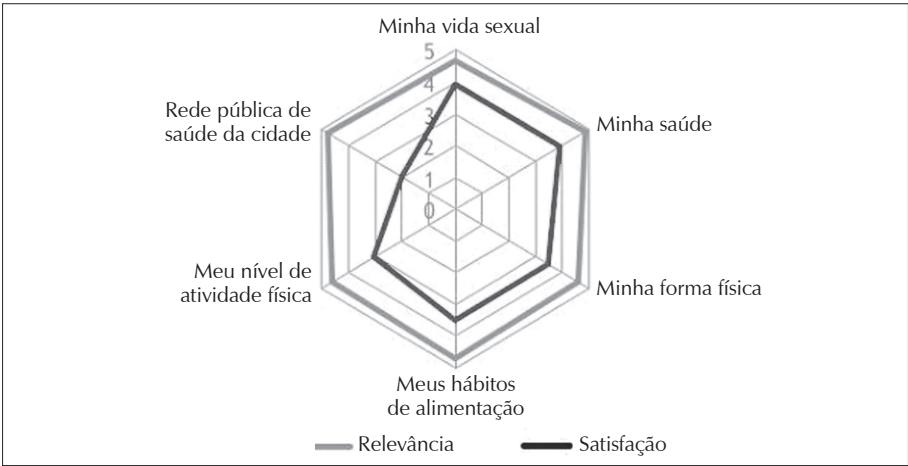 Minha vida sexual
5
4
3
2
1
0
Rede pública de
saúde da cidade
Minha saúde
Meu nível de
atividade física
Minha forma física
Meus hábitos
de alimentação
Relevância
Satisfação